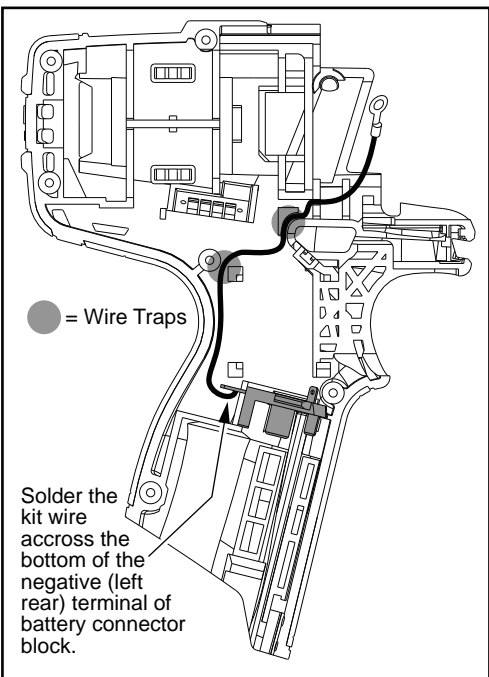 = Wire Traps
Solder the
kit wire
accross the
bottom of the
negative (left
rear) terminal of
battery connector
block.